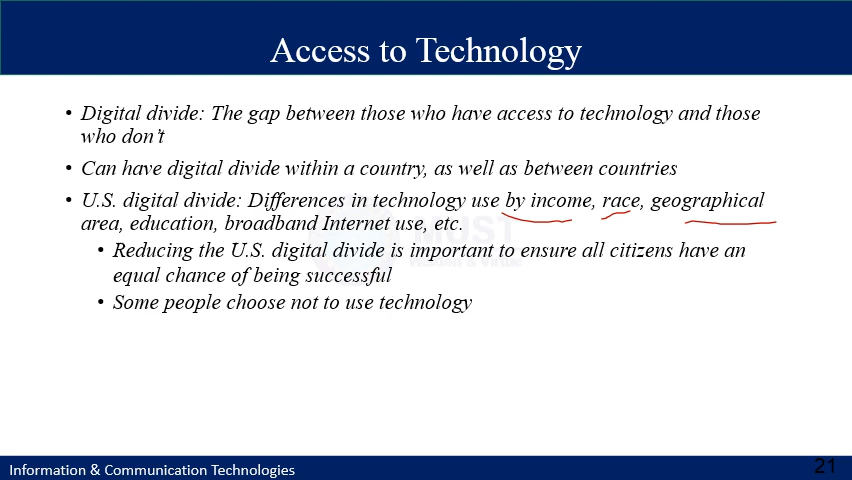 Access to Technology
• Digital divide: The gap between those who have access to technology and those
who don't
• Can have digital divide within a country, as well as between countries
• U.S. digital divide: Differences in technology use by income, race, geographical
area, education, broadband Internet use, etc.
• Reducing the U.S. digital divide is important to ensure all citizens have an
equal chance of being successful
• Some people choose not to use technology
MUST
Information & Communication Technologies
21